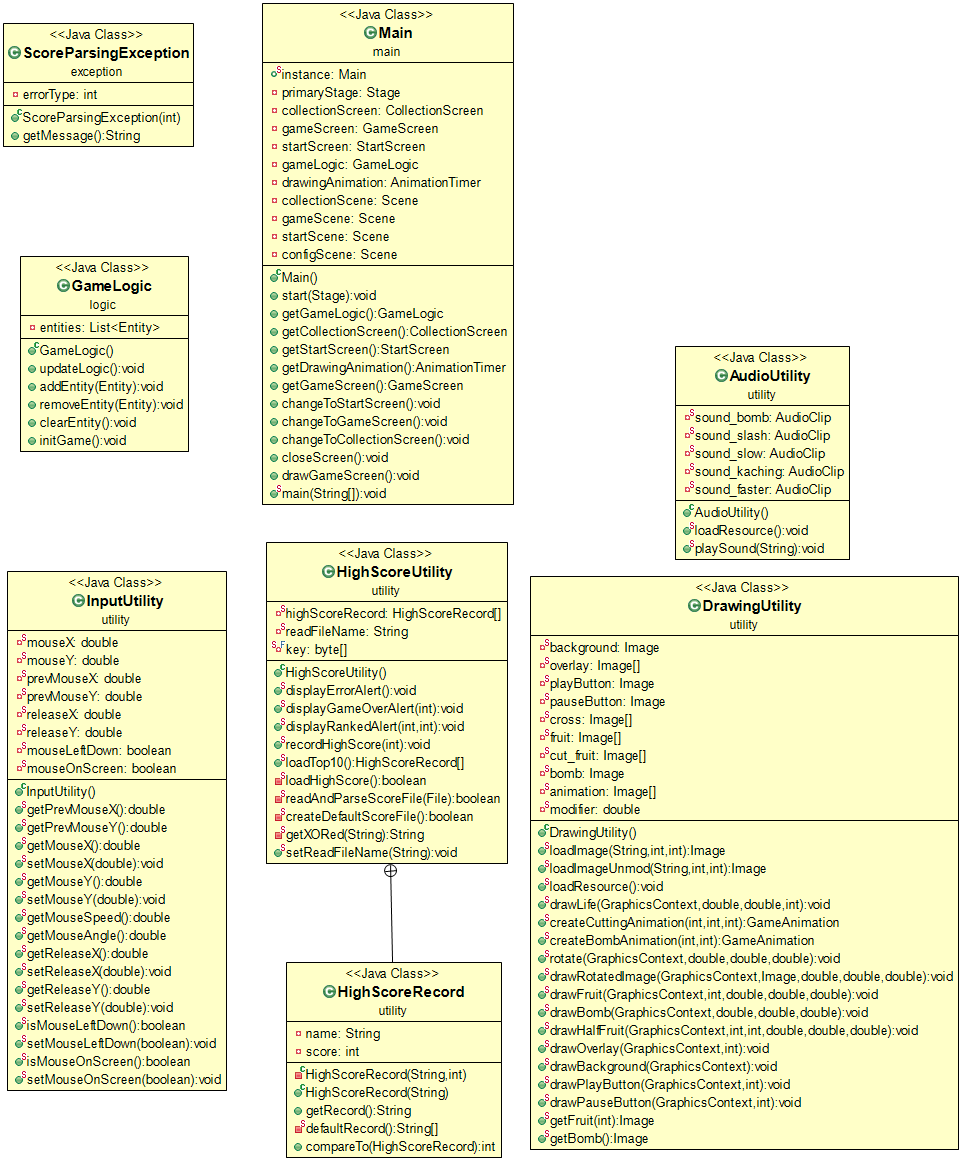 <<Java Class>>
ScoreParsingException
exception
errorType: int
ScoreParsingException(int)
getMessage():String
<<Java Class>>
Main
main
instance: Main
primaryStage: Stage
collectionScreen: CollectionScreen
gameScreen: GameScreen
startScreen: StartScreen
gameLogic: GameLogic
drawingAnimation: AnimationTimer
collectionScene: Scene
gameScene: Scene
startScene: Scene
configScene: Scene
Main()
start(Stage):void
getGameLogic():GameLogic
getCollectionScreen():CollectionScreen
getStartScreen():StartScreen
getDrawingAnimation():AnimationTimer
getGameScreen():GameScreen
changeToStartScreen():void
changeToGameScreen():void
changeToCollectionScreen():void
closeScreen():void
drawGameScreen():void
main(String[]):void
<<Java Class>>
GameLogic
logic
entities: List<Entity>
GameLogic()
updateLogic():void
addEntity(Entity):void
removeEntity(Entity):void
clearEntity():void
initGame():void
<<Java Class>>
AudioUtility
utility
sound_bomb: AudioClip
sound_slash: AudioClip
sound_slow: AudioClip
sound_kaching: AudioClip
sound_faster: AudioClip
AudioUtility()
loadResource():void
playSound(String):void
<<Java Class>>
InputUtility
utility
mouseX: double
mouseY: double
prevMouseX: double
prevMouseY: double
releaseX: double
releaseY: double
mouseLeftDown: boolean
mouseOnScreen: boolean
InputUtility()
getPrevMouseX():double
getPrevMouseY():double
getMouseX():double
setMouseX(double):void
getMouseY():double
setMouseY(double):void
getMouseSpeed():double
getMouseAngle():double
getReleaseX():double
setReleaseX(double):void
getReleaseY():double
setReleaseY(double):void
isMouseLeftDown():boolean
setMouseLeftDown(boolean):void
isMouseOnScreen():boolean
setMouseOnScreen(boolean):void
<<Java Class>>
HighScoreUtility
utility
highScoreRecord: HighScoreRecord[]
readFileName: String
key: byte[]
HighScoreUtility()
displayErrorAlert():void
displayGameOverAlert(int):void
displayRankedAlert(int,int):void
recordHighScore(int):void
loadTop10():HighScoreRecord[]
loadHighScore():boolean
readAndParseScoreFile(File):boolean
createDefaultScoreFile():boolean
getXORed(String):String
setReadFileName(String):void
<<Java Class>>
HighScoreRecord
utility
name: String
score: int
HighScoreRecord(String,int)
HighScoreRecord(String)
getRecord():String
defaultRecord():String[]
compareTo(HighScoreRecord):int
<<Java Class>>
DrawingUtility
utility
background: Image
overlay: Image[]
playButton: Image
pauseButton: Image
cross: Image[]
fruit: Image[]
cut_fruit: Image[]
bomb: Image
animation: Image[]
modifier: double
DrawingUtility()
loadImage(String,int,int):Image
loadImageUnmod(String,int,int):Image
loadResource():void
drawLife(GraphicsContext,double,double,int):void
createCuttingAnimation(int,int,int):GameAnimation
createBombAnimation(int,int):GameAnimation
rotate(GraphicsContext,double,double,double):void
drawRotatedImage(GraphicsContext,Image,double,double,double):void
drawFruit(GraphicsContext,int,double,double,double):void
drawBomb(GraphicsContext,double,double,double):void
drawHalfFruit(GraphicsContext,int,int,double,double,double):void
drawOverlay(GraphicsContext,int):void
drawBackground(GraphicsContext):void
drawPlayButton(GraphicsContext,int):void
drawPauseButton(GraphicsContext,int):void
getFruit(int):Image
getBomb():Image